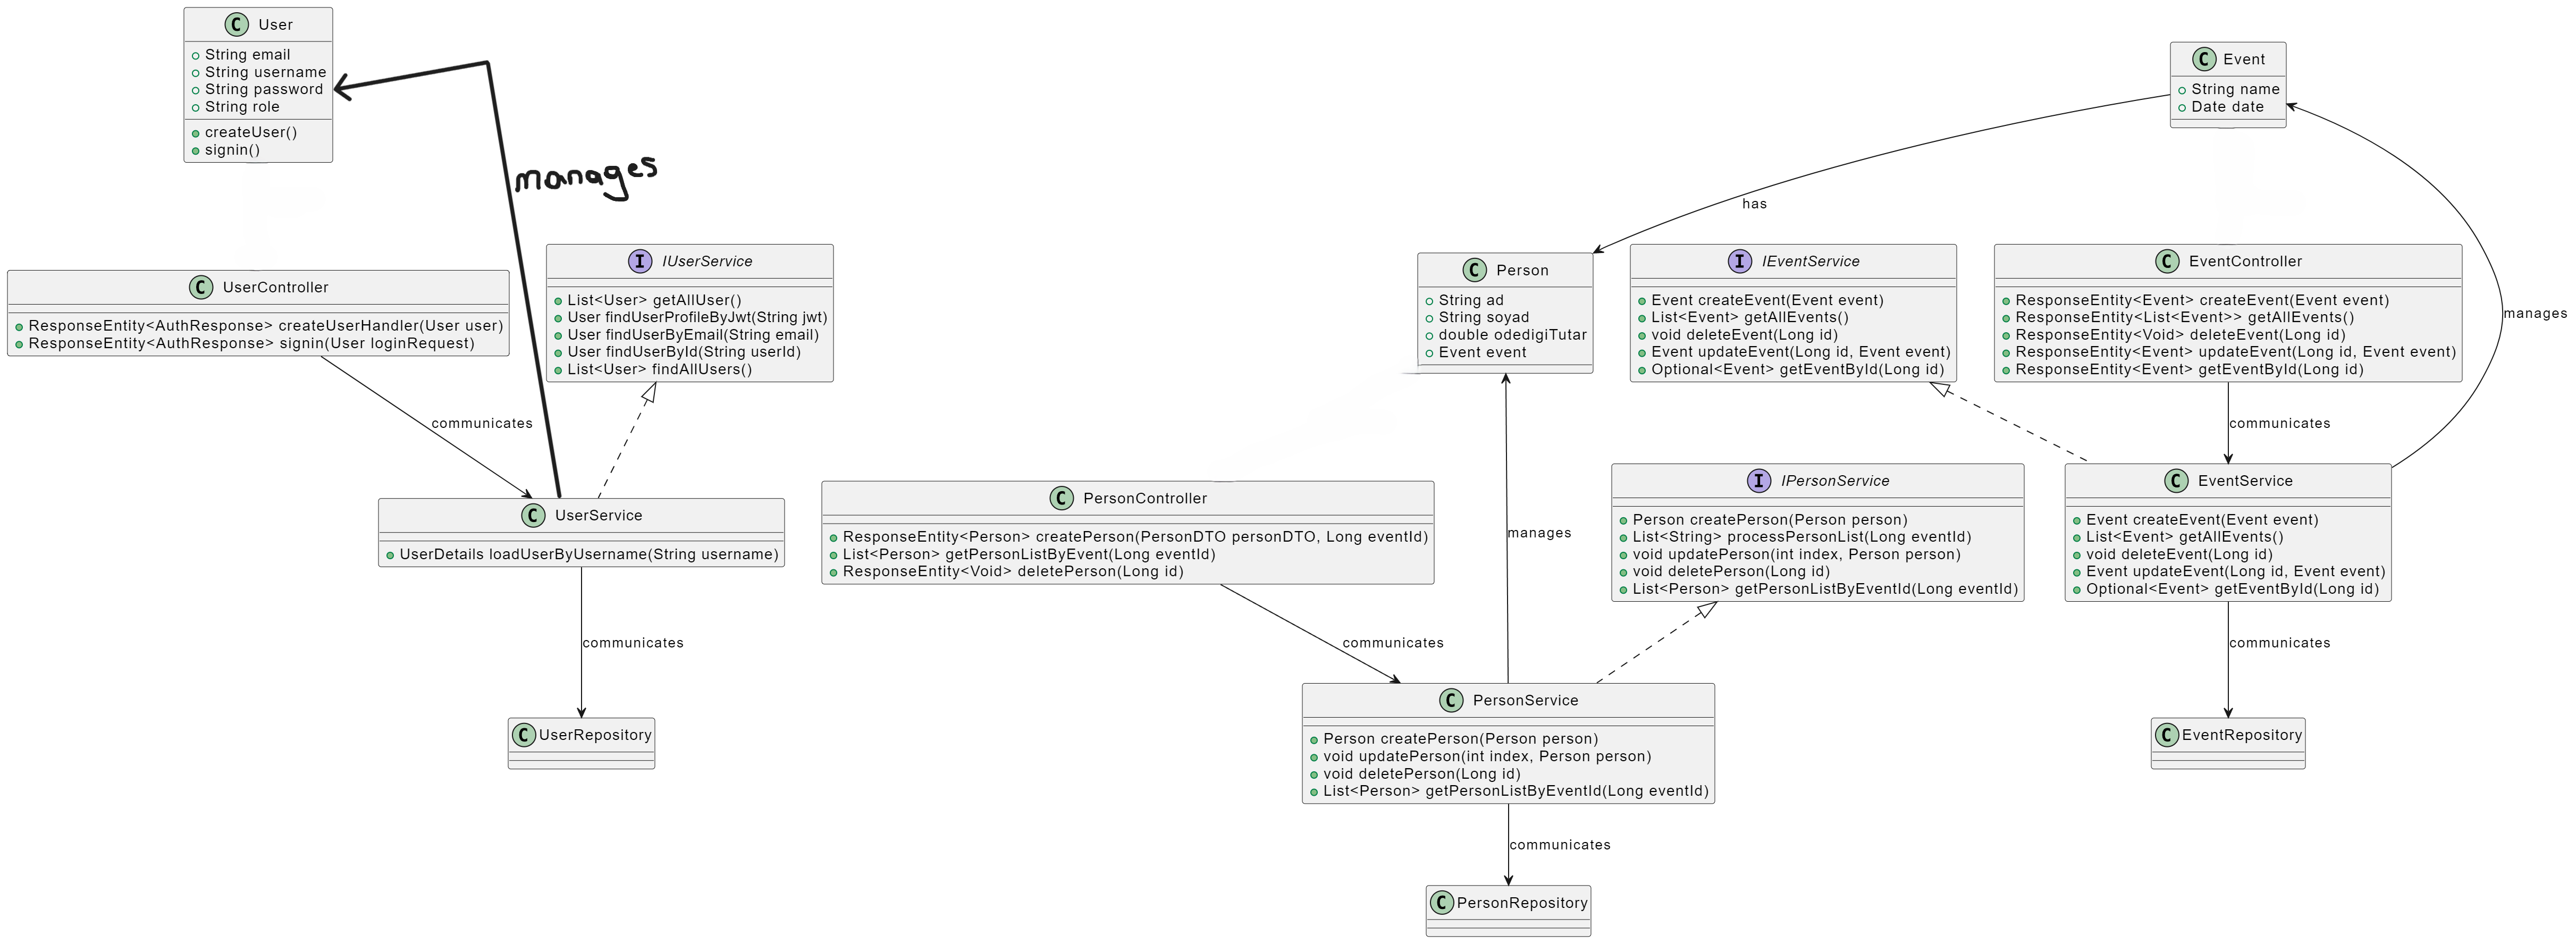 C User
String email
String username
String password
String role
createUser()
signin()
manages
C Event
String name
Date date
has
C UserController
ResponseEntity<AuthResponse> createUserHandler(User user)
ResponseEntity<AuthResponse> signin(User loginRequest)
I IUserService
List<User> getAllUser()
User findUserProfileByJwt(String jwt)
User findUserByEmail(String email)
User findUserById(String userId)
List<User> findAllUsers()
C Person
String ad
String soyad
double odedigiTutar
Event event
I IEventService
Event createEvent(Event event)
List<Event> getAllEvents()
void deleteEvent(Long id)
Event updateEvent(Long id, Event event)
Optional<Event> getEventById(Long id)
C EventController
ResponseEntity<Event> createEvent(Event event)
ResponseEntity<List<Event>> getAllEvents()
ResponseEntity<Void> deleteEvent(Long id)
ResponseEntity<Event> updateEvent(Long id, Event event)
ResponseEntity<Event> getEventById(Long id)
manages
communicates
communicates
C UserService
UserDetails loadUserByUsername(String username)
C PersonController
ResponseEntity<Person> createPerson(PersonDTO personDTO, Long eventId)
List<Person> getPersonListByEvent(Long eventId)
ResponseEntity<Void> deletePerson(Long id)
manages
I IPersonService
Person createPerson(Person person)
List<String> processPersonList(Long eventId)
void updatePerson(int index, Person person)
void deletePerson(Long id)
List<Person> getPersonListByEventId(Long eventId)
C EventService
Event createEvent(Event event)
List<Event> getAllEvents()
void deleteEvent(Long id)
Event updateEvent(Long id, Event event)
Optional<Event> getEventById(Long id)
communicates
communicates
communicates
C UserRepository
C PersonService
Person createPerson(Person person)
void updatePerson(int index, Person person)
void deletePerson(Long id)
List<Person> getPersonListByEventId(Long eventId)
C EventRepository
communicates
C PersonRepository